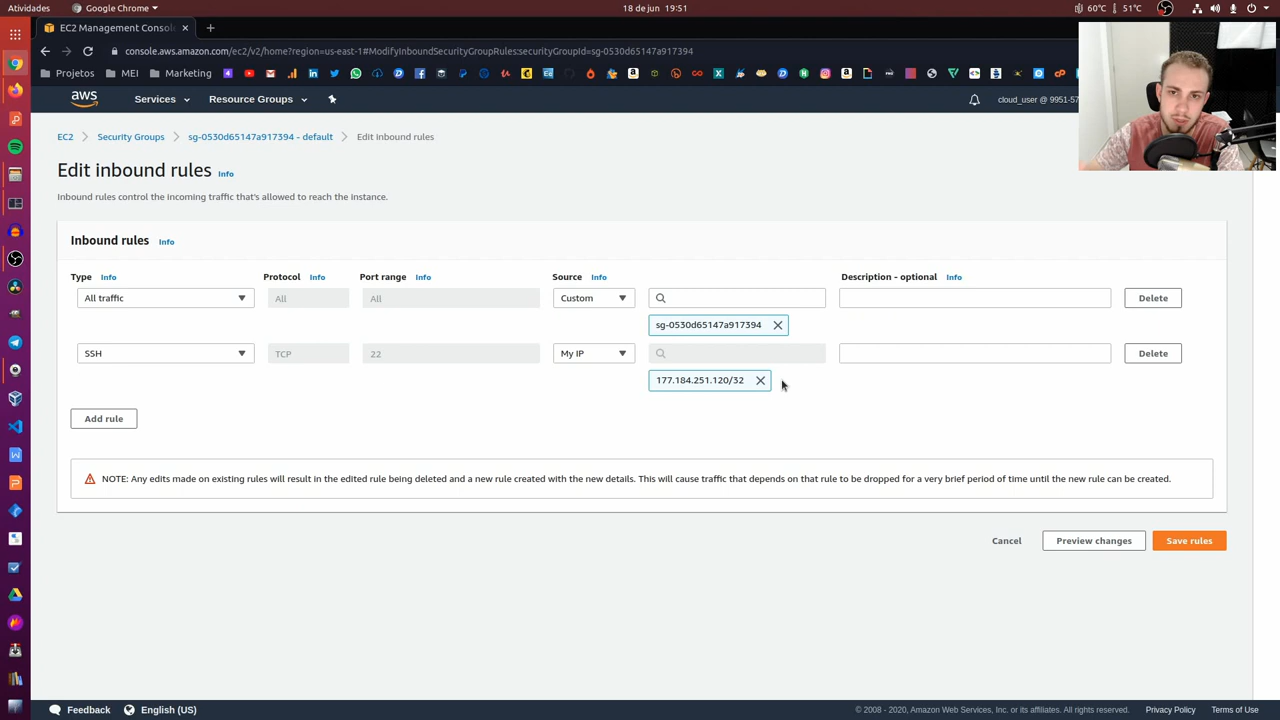 Atividades
Google Chrome
18 de jun 19:51
60°C
51°C
EC2 Management Consol
console.aws.amazon.com/ec2/v2/home?region=us-east-1#ModifyInboundSecurityGroupRules:securityGroupId=sg-0530d65147a917394
Projetos
MEI
Marketing
aws
Services
Resource Groups
cloud_user @ 9951-57
EC2
Security Groups
sg-0530d65147a917394 - default
Edit inbound rules
Edit inbound rules Info
Inbound rules control the incoming traffic that's allowed to reach the instance.
Inbound rules Info
Type Info Protocol Info Port range Info Source Info Description - optional Info
All traffic All All Custom Delete
sg-0530d65147a917394
SSH TCP 22 My IP Delete
177.184.251.120/32
Add rule
NOTE: Any edits made on existing rules will result in the edited rule being deleted and a new rule created with the new details. This will cause traffic that depends on that rule to be dropped for a very brief period of time until the new rule can be created.
Cancel Preview changes Save rules
Feedback English (US) © 2008 - 2020, Amazon Web Services, Inc. or its affiliates. All rights reserved. Privacy Policy Terms of Use